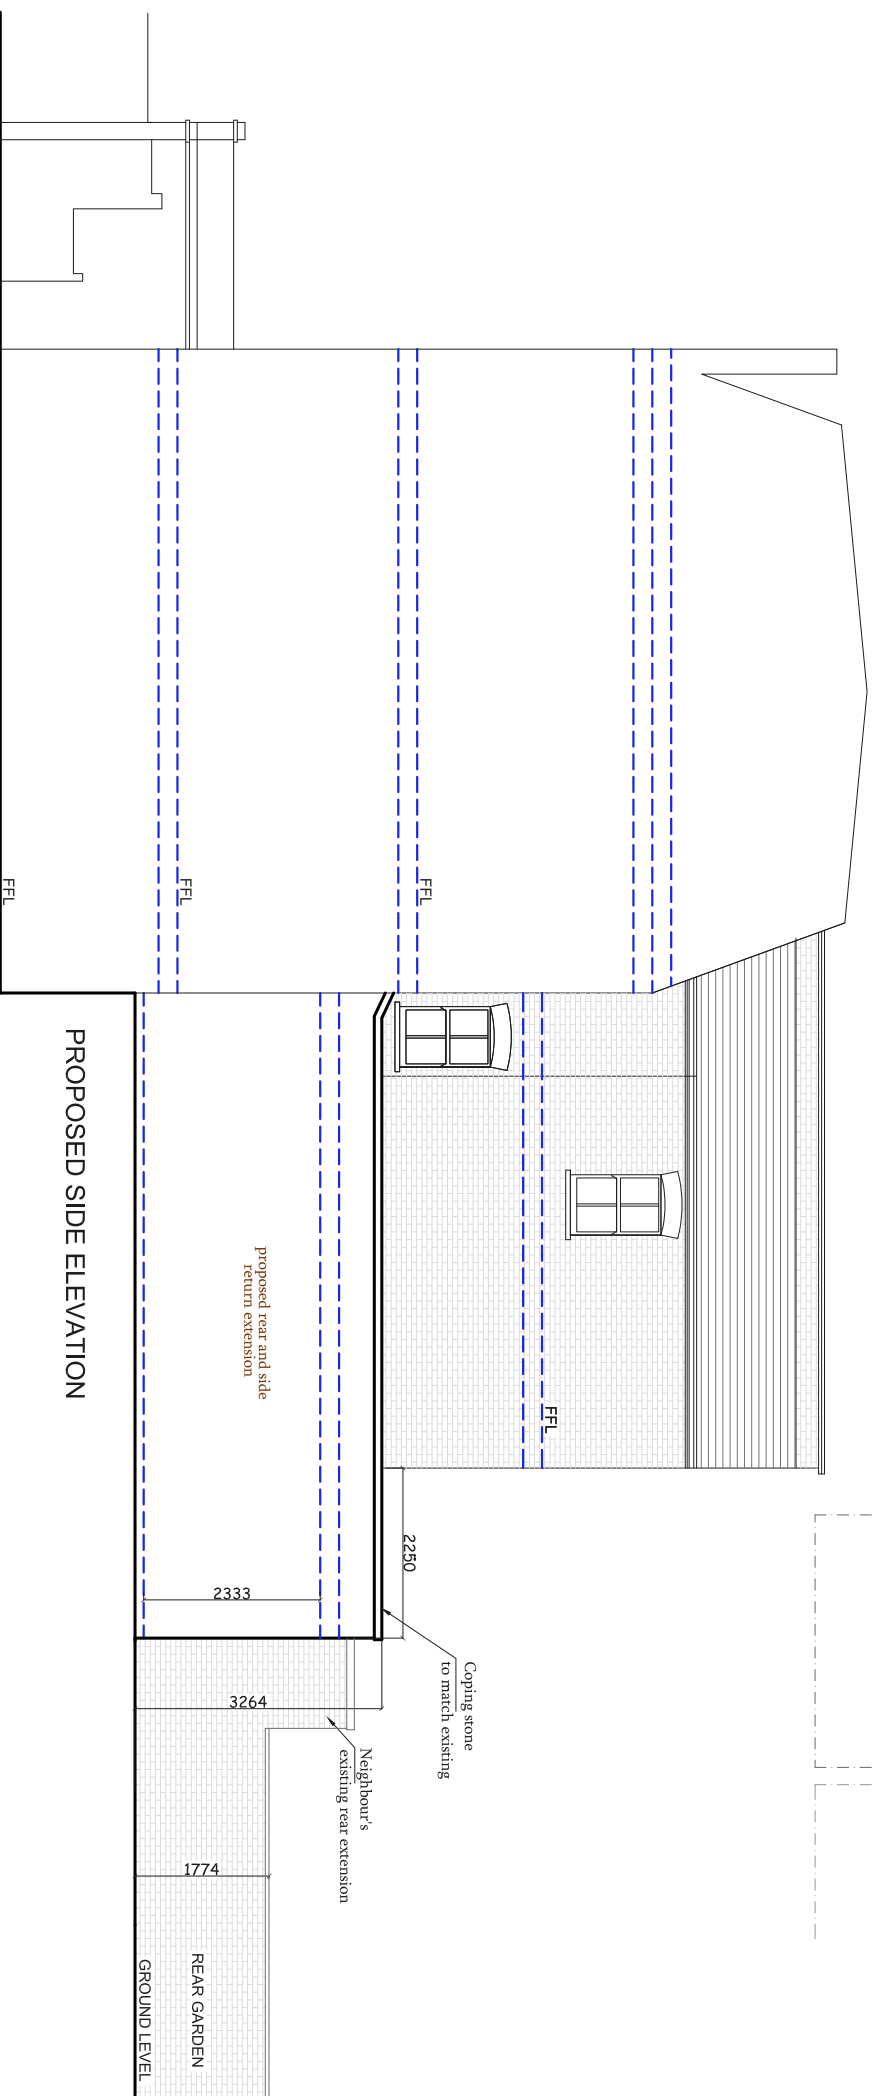 FFL
FFL
FFL
FFL
2250
Coping stone
to match existing
proposed rear and side
return extension
2333
3264
Neighbour's
existing rear extension
1774
REAR GARDEN
GROUND LEVEL
PROPOSED SIDE ELEVATION